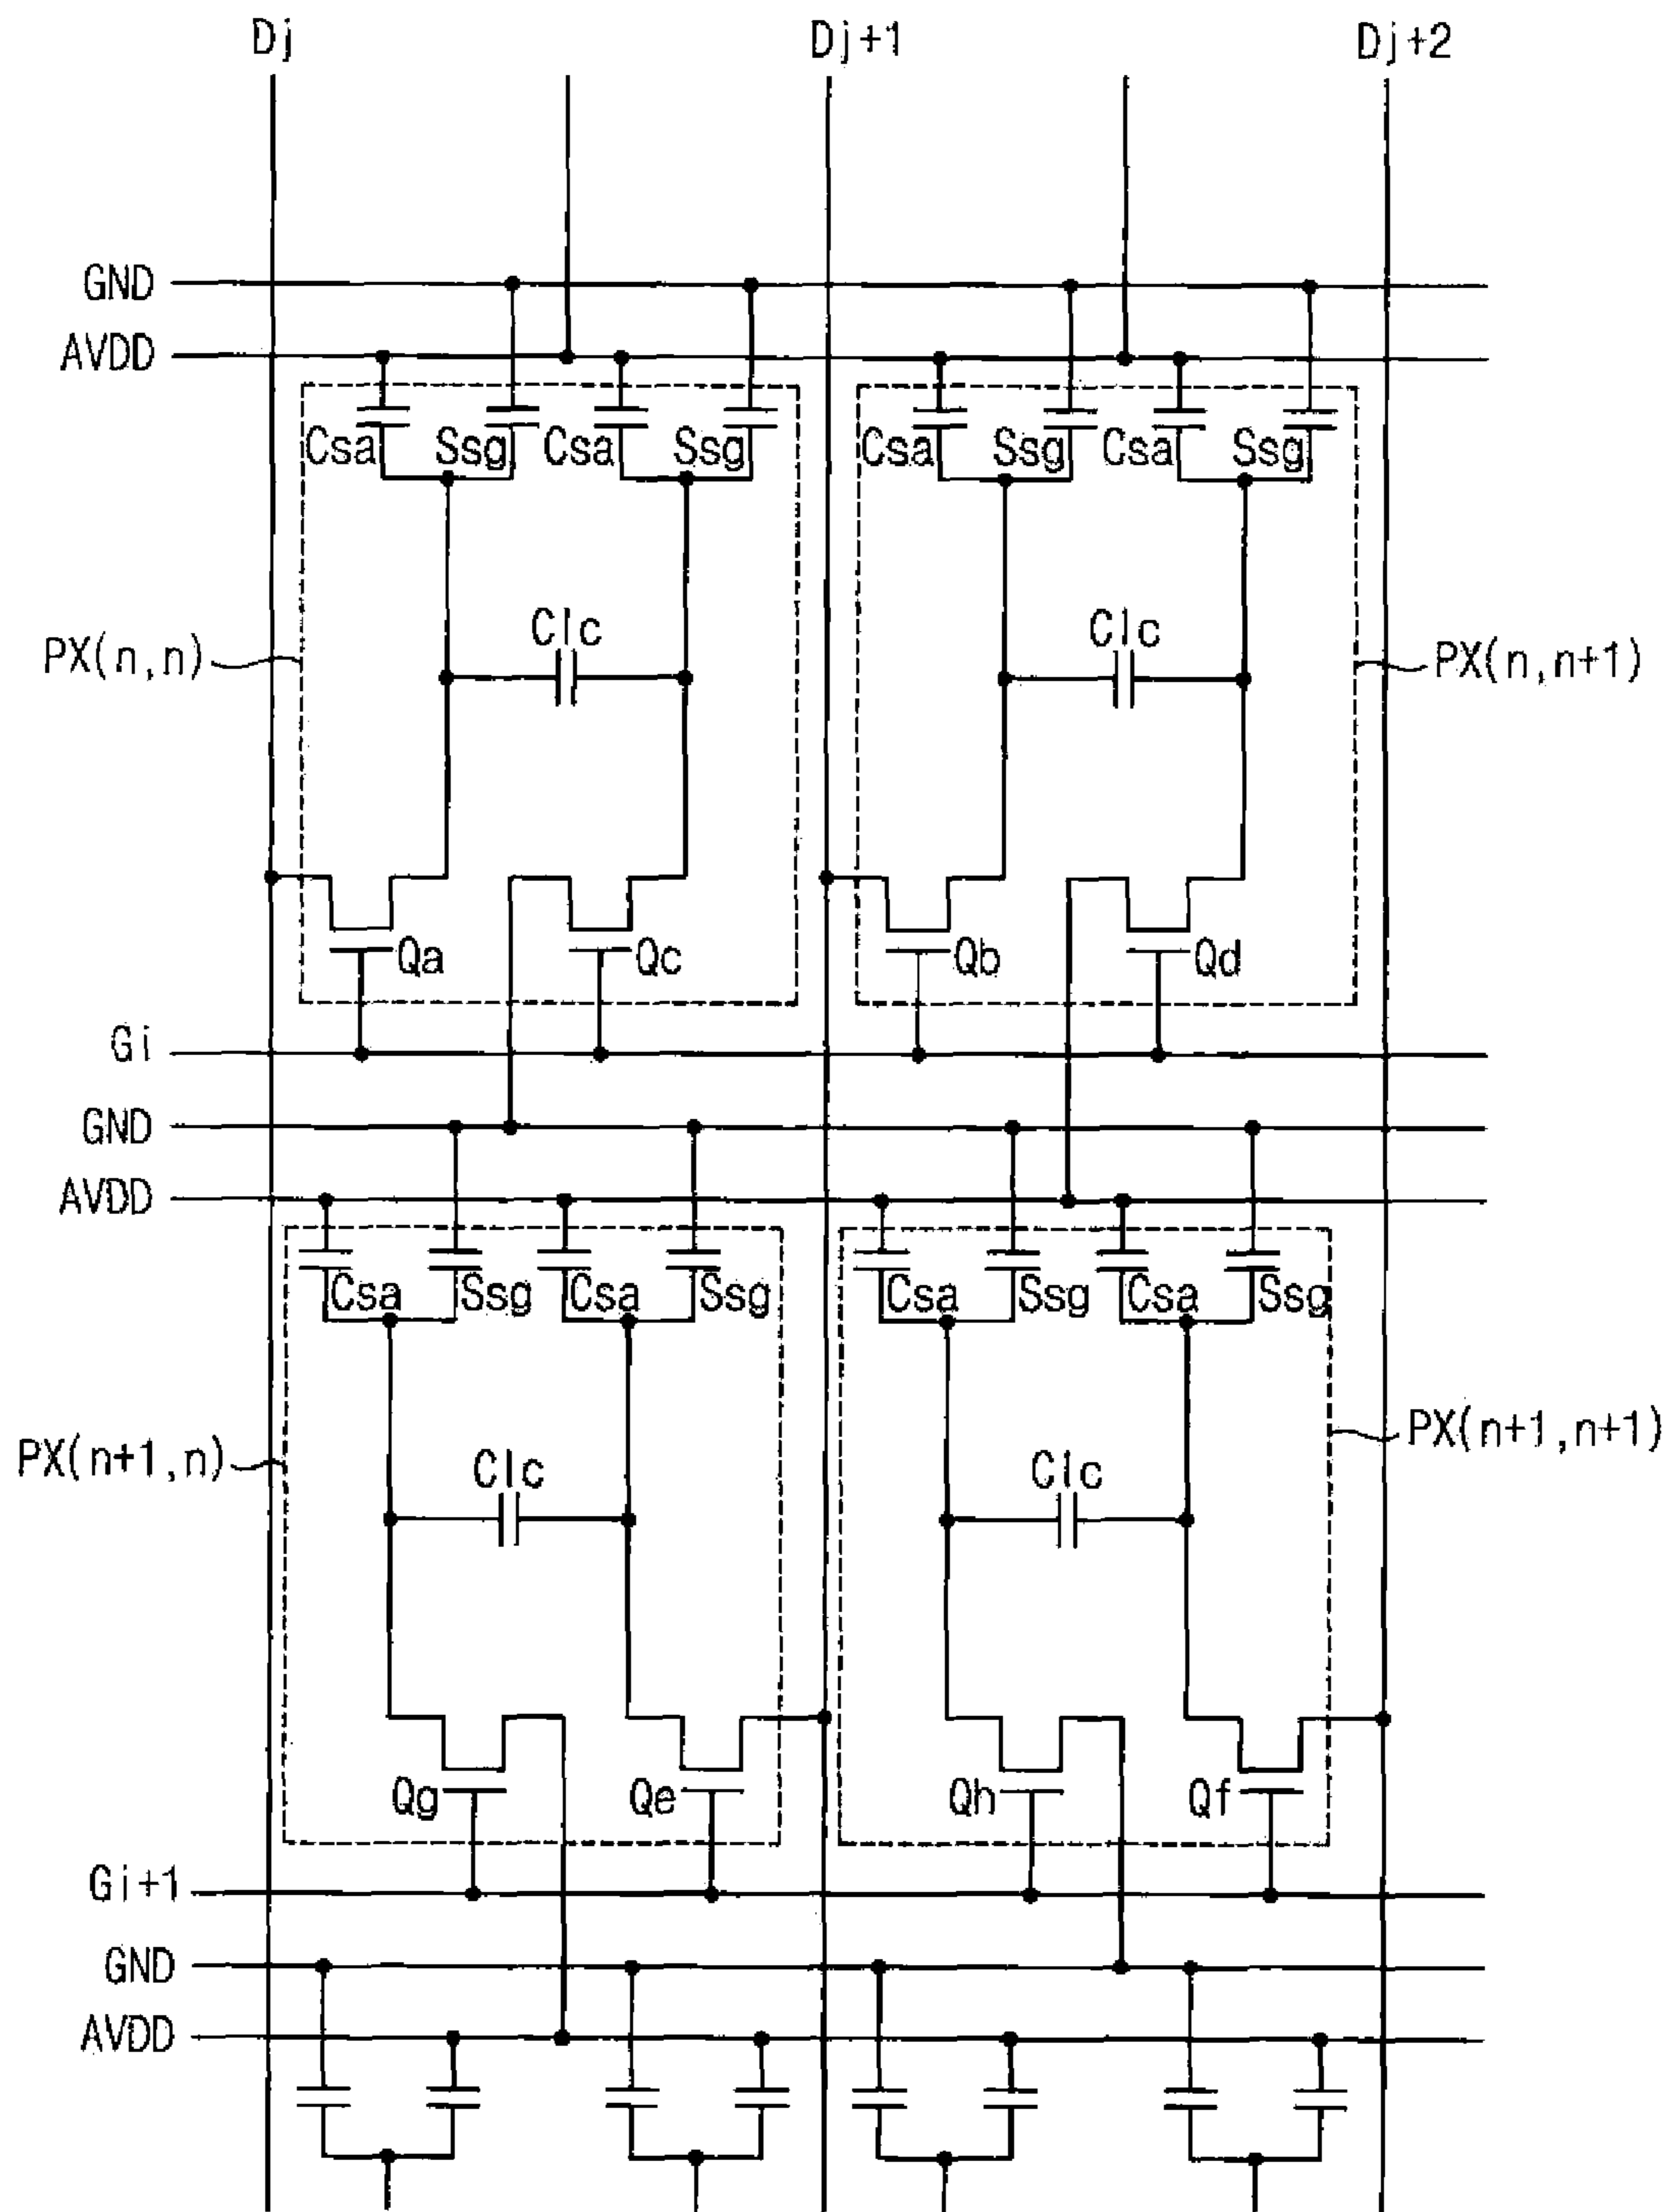 Dj Dj+1 Dj+2
GND
AVDD
Csa Ssg Csa Ssg Csa Ssg Csa Ssg
Clc Clc
PX(n,n) PX(n,n+1)
Qa Qc Qb Qd
Gi
GND
AVDD
Csa Ssg Csa Ssg Csa Ssg Csa Ssg
PX(n+1,n) Clc Clc PX(n+1,n+1)
Qg Qe Qh Qf
Gi+1
GND
AVDD